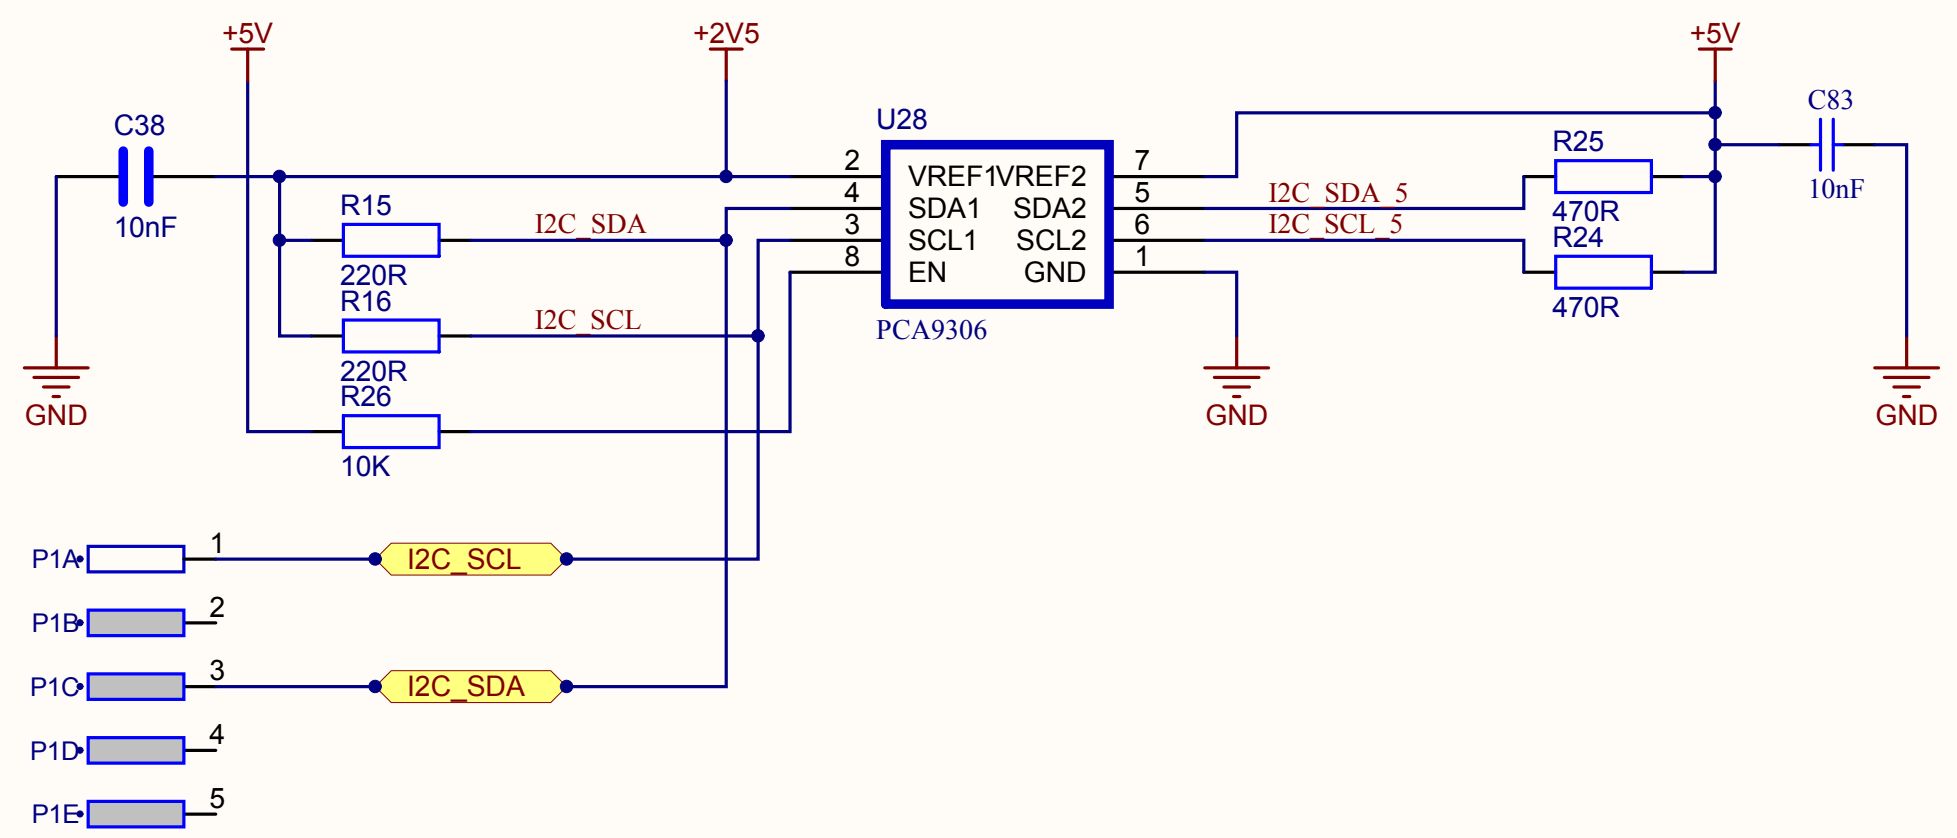 +5V
+2V5
+5V
C38
10nF
U28
C83
10nF
2
VREF1
VREF2
7
4
SDA1
SDA2
5
3
SCL1
SCL2
6
8
EN
GND
1
PCA9306
R15
I2C_SDA
220R
R16
I2C_SCL
220R
R26
10K
I2C_SDA_5
I2C_SCL_5
R25
470R
R24
470R
GND
GND
GND
P1A
1
I2C_SCL
P1B
2
P1C
3
I2C_SDA
P1D
4
P1E
5